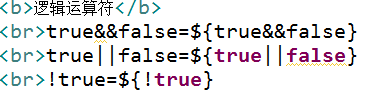 <b>逻辑运算符</b>
<br>true&&false=${true&&false}
<br>true||false=${true||false}
<br>!true=${!true}